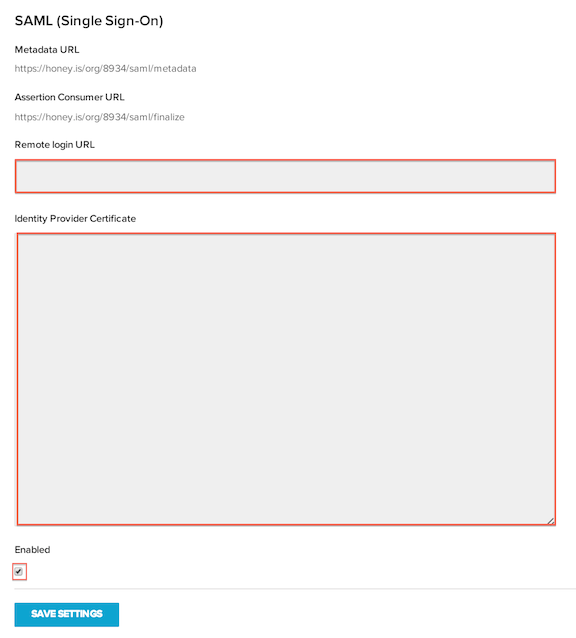 SAML (Single Sign-On)
Metadata URL
https://honey.is/org/8934/saml/metadata
Assertion Consumer URL
https://honey.is/org/8934/saml/finalize
Remote login URL
Identity Provider Certificate
Enabled
SAVE SETTINGS